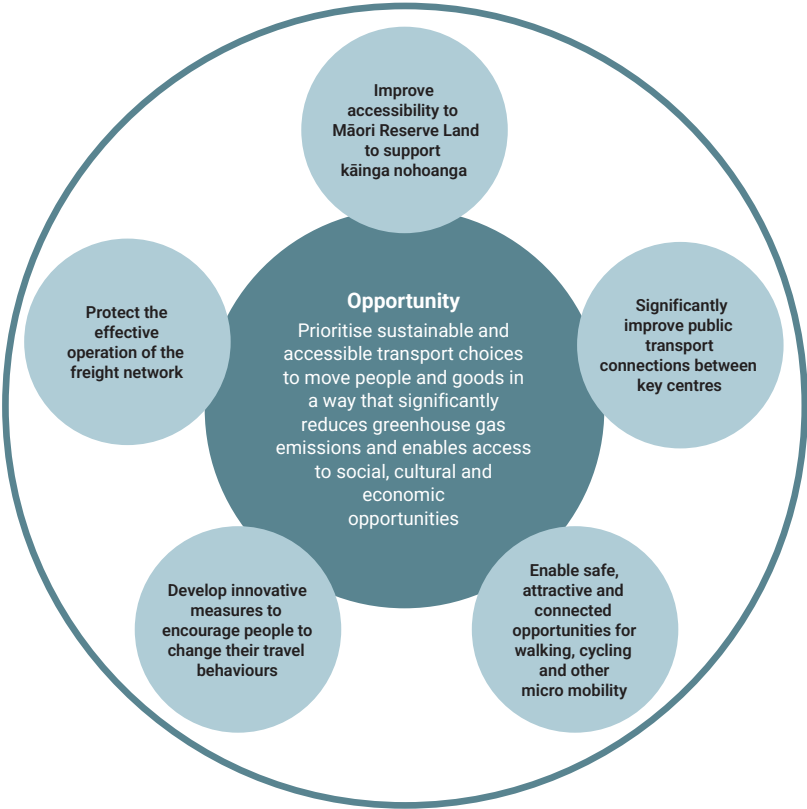 Improve
accessibility to
Māori Reserve Land
to support
kāinga nohoanga
Protect the
effective
operation of the
freight network
Opportunity
Prioritise sustainable and
accessible transport choices
to move people and goods in
a way that significantly
reduces greenhouse gas
emissions and enables access
to social, cultural and
economic
opportunities
Significantly
improve public
transport
connections between
key centres
Develop innovative
measures to
encourage people to
change their travel
behaviours
Enable safe,
attractive and
connected
opportunities for
walking, cycling
and other
micro mobility